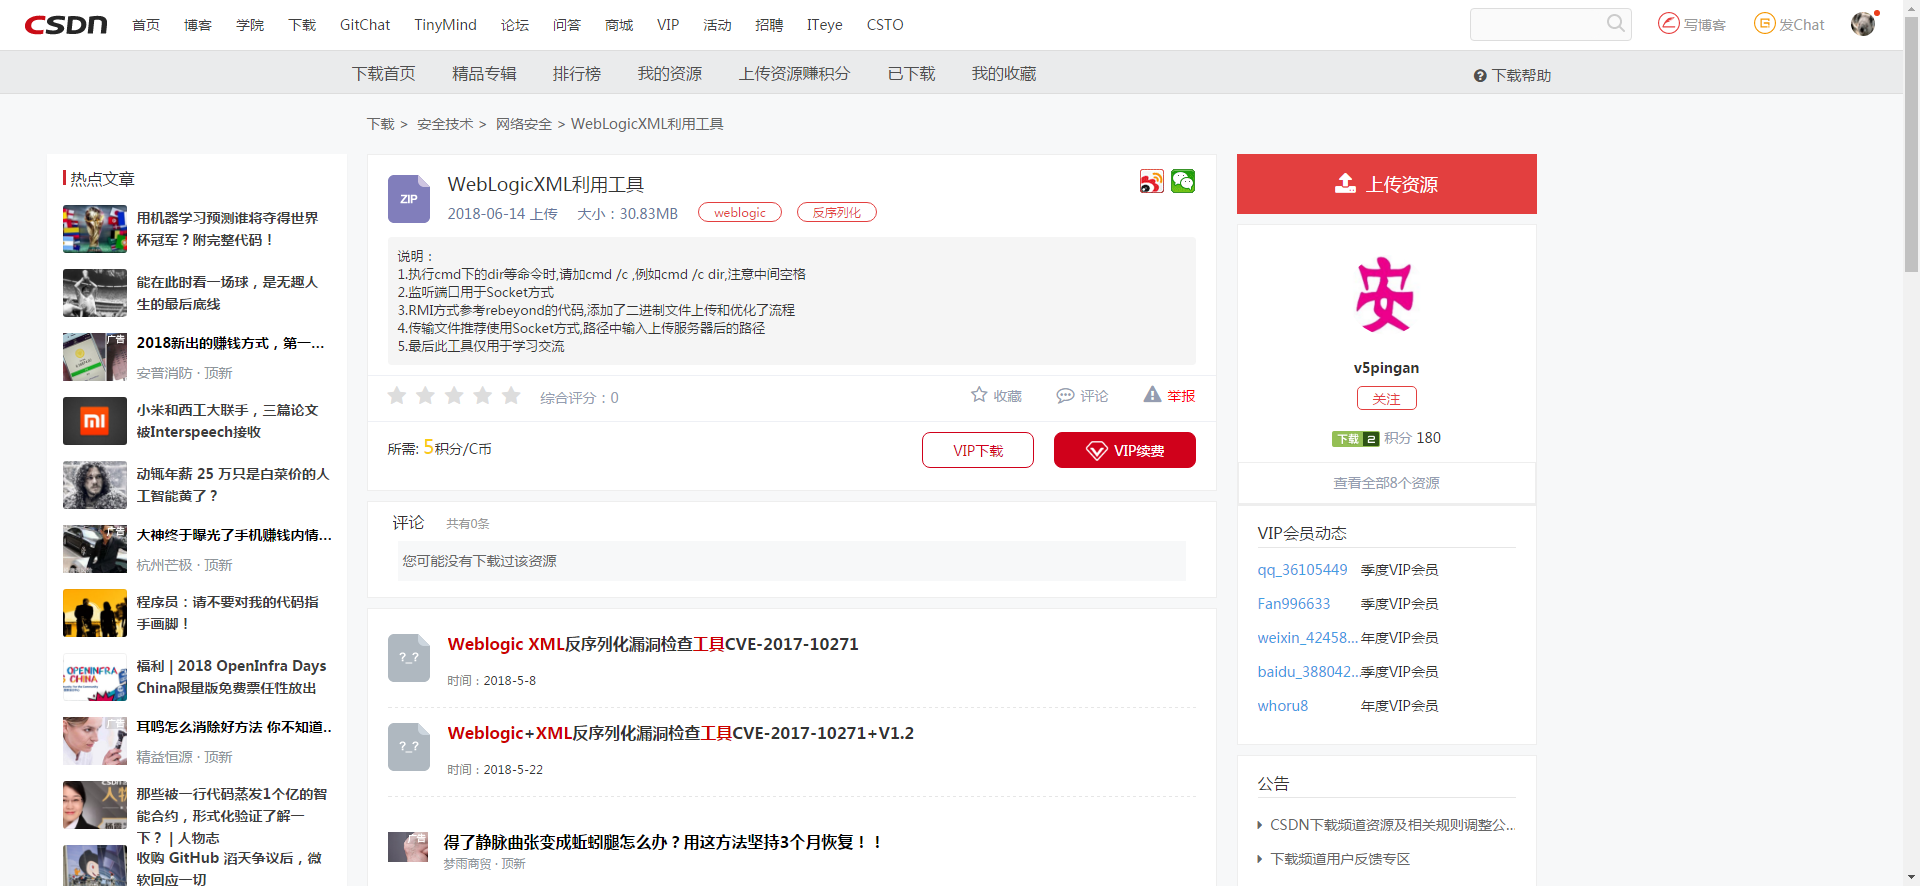 CSDN 首页 博客 学院 下载 GitChat TinyMind 论坛 问答 商城 VIP 活动 招聘 ITeye CSTO 写博客 发Chat
下载首页 精品专辑 排行榜 我的资源 上传资源赚积分 已下载 我的收藏 下载帮助
下载 > 安全技术 > 网络安全 > WebLogicXML利用工具
热点文章
用机器学习预测谁将夺得世界
杯冠军？附完整代码！
能在此时看一场球，是无趣人
生的最后底线
广告
2018新出的赚钱方式，第一...
安普消防 · 顶新
小米和西工大联手，三篇论文
被Interspeech接收
动辄年薪 25 万只是白菜价的人
工智能黄了？
广告
大神终于曝光了手机赚钱内情...
杭州芒极 · 顶新
程序员：请不要对我的代码指
手画脚！
OPENINFRA
CHINA
福利 | 2018 OpenInfra Days
China限量版免费票任性放出
广告
耳鸣怎么消除好方法 你不知道..
精益恒源 · 顶新
那些被一行代码蒸发1个亿的智
能合约，形式化验证了解一
下？ | 人物志
收购 GitHub 滔天争议后，微
软回应一切
ZIP
WebLogicXML利用工具
2018-06-14 上传 大小：30.83MB weblogic 反序列化
说明：
1.执行cmd下的dir等命令时,请加cmd /c ,例如cmd /c dir,注意中间空格
2.监听端口用于Socket方式
3.RMI方式参考rebeyond的代码,添加了二进制文件上传和优化了流程
4.传输文件推荐使用Socket方式,路径中输入上传服务器后的路径
5.最后此工具仅用于学习交流
综合评分：0 收藏 评论 举报
所需: 5积分/C币 VIP下载 VIP续费
评论 共有0条
您可能没有下载过该资源
?_?
Weblogic XML反序列化漏洞检查工具CVE-2017-10271
时间：2018-5-8
?_?
Weblogic+XML反序列化漏洞检查工具CVE-2017-10271+V1.2
时间：2018-5-22
广告
得了静脉曲张变成蚯蚓腿怎么办？用这方法坚持3个月恢复！！
梦雨商贸 · 顶新
上传资源
安
v5pingan
关注
下载 2 积分 180
查看全部8个资源
VIP会员动态
qq_36105449 季度VIP会员
Fan996633 季度VIP会员
weixin_42458... 年度VIP会员
baidu_388042... 季度VIP会员
whoru8 年度VIP会员
公告
CSDN下载频道资源及相关规则调整公...
下载频道用户反馈专区